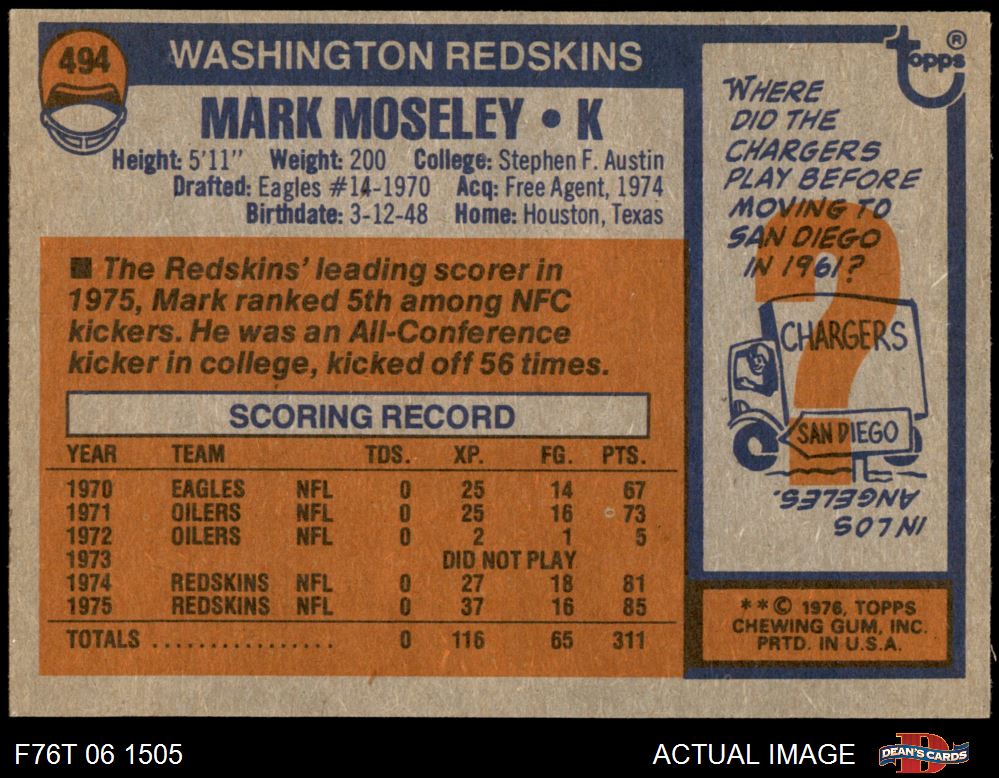 494
WASHINGTON REDSKINS
MARK MOSELEY • K
Height: 5'11" Weight: 200 College: Stephen F. Austin
Drafted: Eagles #14-1970 Acq: Free Agent, 1974
Birthdate: 3-12-48 Home: Houston, Texas
■ The Redskins' leading scorer in
1975, Mark ranked 5th among NFC
kickers. He was an All-Conference
kicker in college, kicked off 56 times.
SCORING RECORD
YEAR TEAM TDS. XP. FG. PTS.
1970 EAGLES NFL 0 25 14 67
1971 OILERS NFL 0 25 16 73
1972 OILERS NFL 0 2 1 5
1973 DID NOT PLAY
1974 REDSKINS NFL 0 27 18 81
1975 REDSKINS NFL 0 37 16 85
TOTALS ................ 0 116 65 311
topps®
WHERE
DID THE
CHARGERS
PLAY BEFORE
MOVING TO
SAN DIEGO
IN 1961?
?
CHARGERS
SAN DIEGO
IN LOS
ANGELES.
**© 1976, TOPPS
CHEWING GUM, INC.
PRTD. IN U.S.A.
F76T 06 1505
ACTUAL IMAGE
D
DEAN'S CARDS